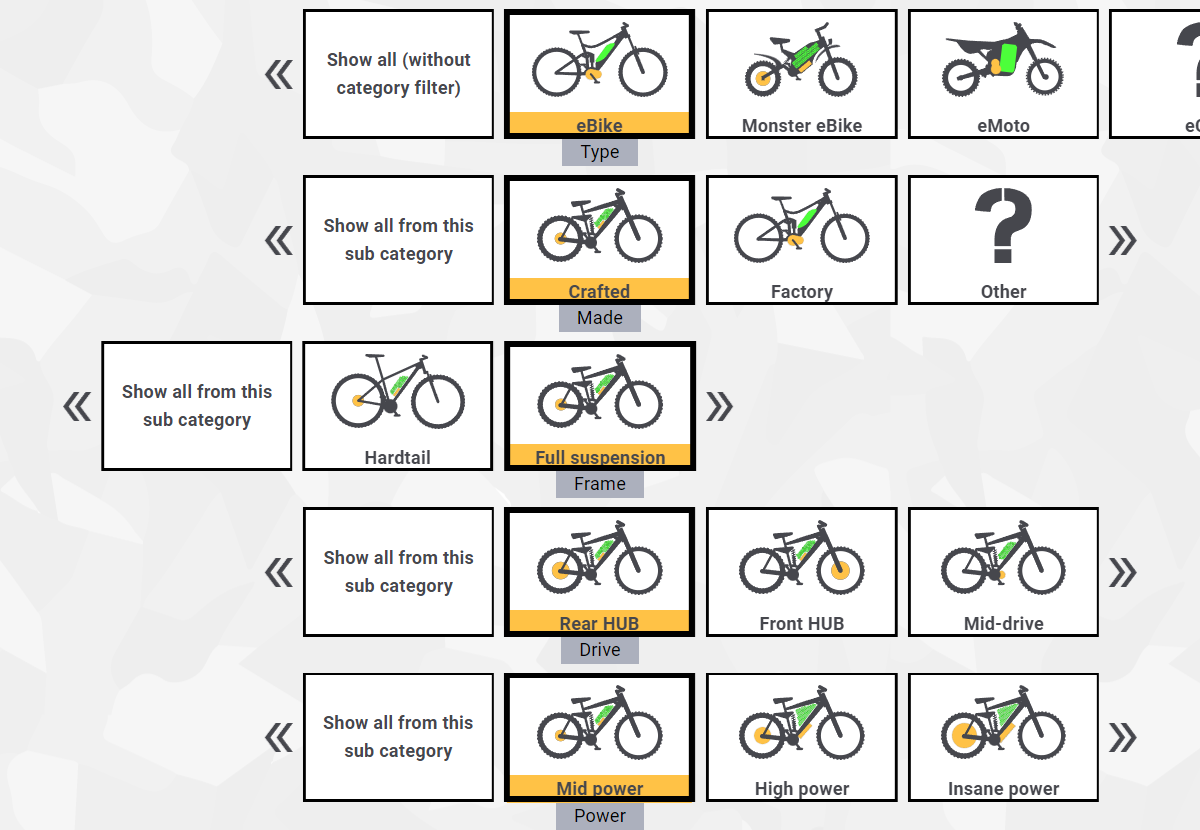 Show all (without
category filter)
eBike
Monster eBike
eMoto
Type
Show all from this
sub category
Crafted
Factory
?
Other
Made
Show all from this
sub category
Hardtail
Full suspension
Frame
Show all from this
sub category
Rear HUB
Front HUB
Mid-drive
Drive
Show all from this
sub category
Mid power
High power
Insane power
Power